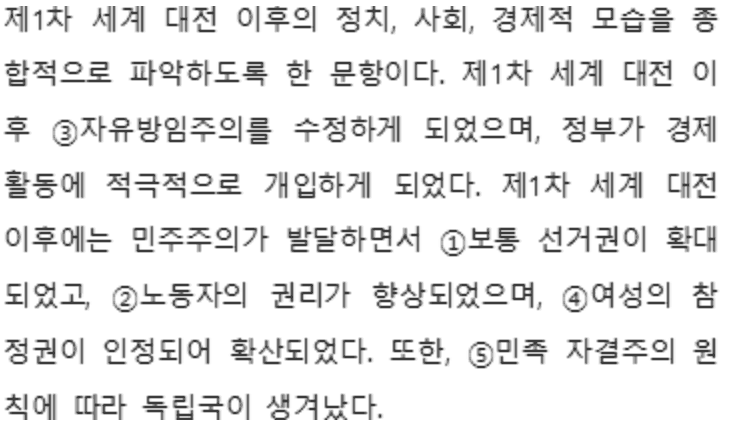 제1차 세계 대전 이후의 정치, 사회, 경제적 모습을 종
합적으로 파악하도록 한 문항이다. 제1차 세계 대전 이
후 ③자유방임주의를 수정하게 되었으며, 정부가 경제
활동에 적극적으로 개입하게 되었다. 제1차 세계 대전
이후에는 민주주의가 발달하면서 ①보통 선거권이 확대
되었고, ②노동자의 권리가 향상되었으며, ④여성의 참
정권이 인정되어 확산되었다. 또한, ⑤민족 자결주의 원
칙에 따라 독립국이 생겨났다.